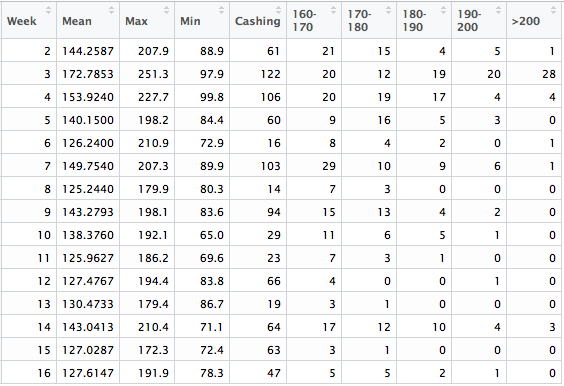 Week Mean Max Min Cashing 160-170 170-180 180-190 190-200 >200
2 144.2587 207.9 88.9 61 21 15 4 5 1
3 172.7853 251.3 97.9 122 20 12 19 20 28
4 153.9240 227.7 99.8 106 20 19 17 4 4
5 140.1500 198.2 84.4 60 9 16 5 3 0
6 126.2400 210.9 72.9 16 8 4 2 0 1
7 149.7540 207.3 89.9 103 29 10 9 6 1
8 125.2440 179.9 80.3 14 7 3 0 0 0
9 143.2793 198.1 83.6 94 15 13 4 2 0
10 138.3760 192.1 65.0 29 11 6 5 1 0
11 125.9627 186.2 69.6 23 7 3 1 0 0
12 127.4767 194.4 83.8 66 4 0 0 1 0
13 130.4733 179.4 86.7 19 3 1 0 0 0
14 143.0413 210.4 71.1 64 17 12 10 4 3
15 127.0287 172.3 72.4 63 3 1 0 0 0
16 127.6147 191.9 78.3 47 5 5 2 1 0